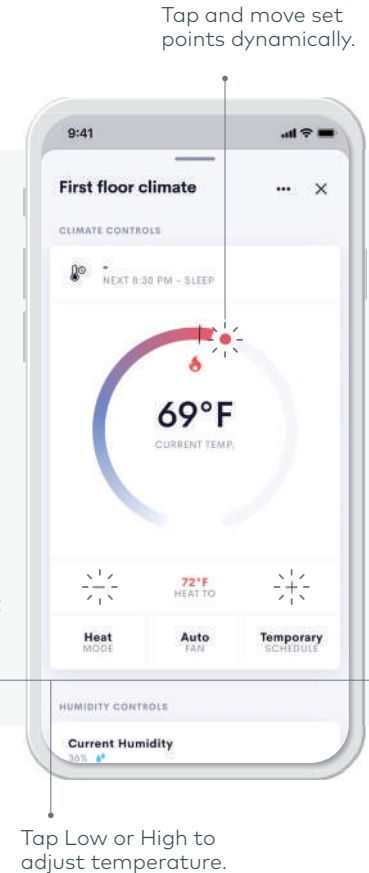 Tap and move set
points dynamically.
9:41
First floor climate
CLIMATE CONTROLS
-
NEXT 8:30 PM – SLEEP
69°F
CURRENT TEMP.
72°F
HEAT TO
Heat Auto Temporary
MODE FAN SCHEDULE
HUMIDITY CONTROLS
Current Humidity
36%
Tap Low or High to
adjust temperature.